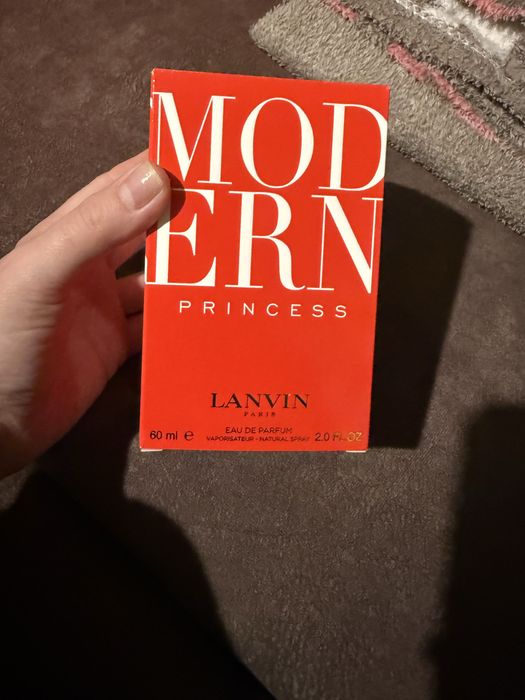 MOD
ERN
PRINCESS
LANVIN
PARIS
EAU DE PARFUM
60 ml e VAPORISATEUR - NATURAL SPRAY 2.0 FL.OZ